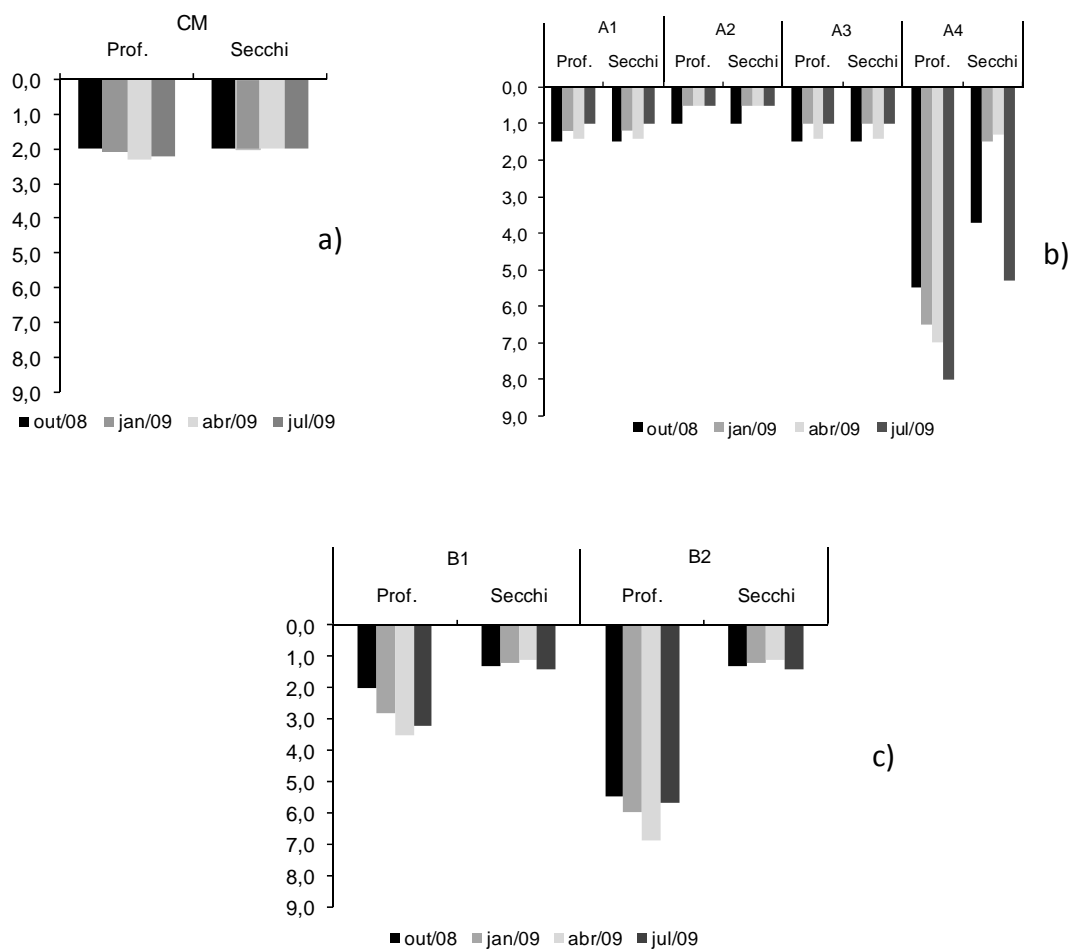 CM
Prof. Secchi
0,0
1,0
2,0
3,0
4,0
5,0
6,0
7,0
8,0
9,0
out/08 jan/09 abr/09 jul/09
a)
A1 A2 A3 A4
Prof. Secchi Prof. Secchi Prof. Secchi Prof. Secchi
0,0
1,0
2,0
3,0
4,0
5,0
6,0
7,0
8,0
9,0
out/08 jan/09 abr/09 jul/09
b)
B1 B2
Prof. Secchi Prof. Secchi
0,0
1,0
2,0
3,0
4,0
5,0
6,0
7,0
8,0
9,0
out/08 jan/09 abr/09 jul/09
c)